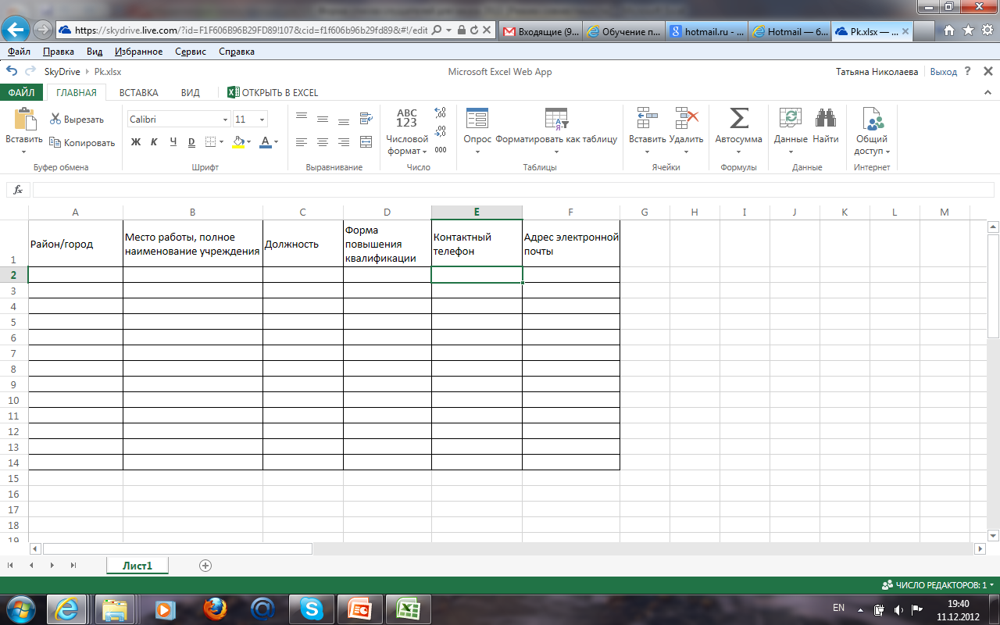 https://skydrive.live.com/?id=F1F606B96B29FD89!107&cid=f1f606b96b29fd89&#!/edit
Входящие (9...
Обучение п...
hotmail.ru - ...
Hotmail — б...
Pk.xlsx — ...
Файл Правка Вид Избранное Сервис Справка
SkyDrive Pk.xlsx
Microsoft Excel Web App
Татьяна Николаева Выход ?
ФАЙЛ ГЛАВНАЯ ВСТАВКА ВИД ОТКРЫТЬ В EXCEL
Вставить
Вырезать
Копировать
Буфер обмена
Calibri 11
Ж К Ч D А
Шрифт
Выравнивание
ABC
123
Числовой
формат
,00
,00
000
Число
Опрос
Форматировать как таблицу
Таблицы
Вставить Удалить
Ячейки
Автосумма
Формулы
Данные Найти
Данные
Общий
доступ
Интернет
fx
A B C D E F G H I J K L M
1
Район/город
Место работы, полное
наименование учреждения
Должность
Форма
повышения
квалификации
Контактный
телефон
Адрес электронной
почты
2
3
4
5
6
7
8
9
10
11
12
13
14
15
16
17
18
19
Лист1
ЧИСЛО РЕДАКТОРОВ: 1
EN
19:40
11.12.2012